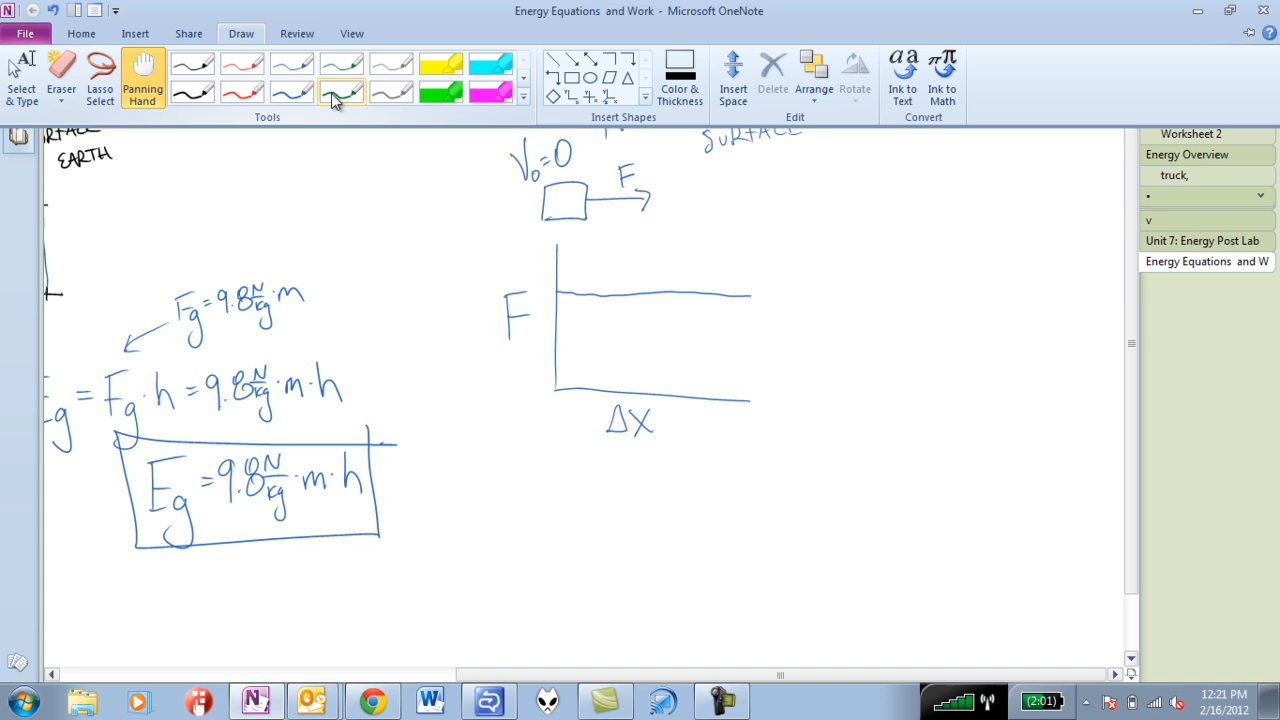 Energy Equations and Work - Microsoft OneNote
File
Home
Insert
Draw
Review
Share
View
Select & Type
Eraser
Lasso Select
Panning Hand
Color & Thickness
Insert Space
Delete
Arrange
Rotate
Ink to Text
Ink to Math
Tools
Insert Shapes
Edit
Convert
EARTH
SURFACE
V₀=0
F
F
ΔX
Fg=9.8 N/kg·m
= Fg·h = 9.8 N/kg·m·h
Eg = 9.8 N/kg·m·h
Worksheet 2
Energy Overview
truck,
•
v
Unit 7: Energy Post Lab
Energy Equations and W
(2:01)
12:21 PM
2/16/2012